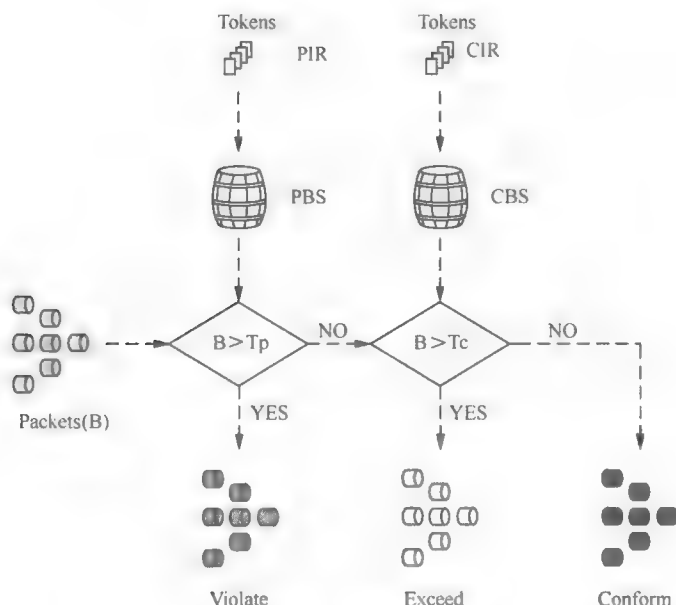 Tokens
Tokens
PIR
CIR
PBS
CBS
B>Tp
NO
B>Tc
NO
Packets(B)
YES
YES
Violate
Exceed
Conform